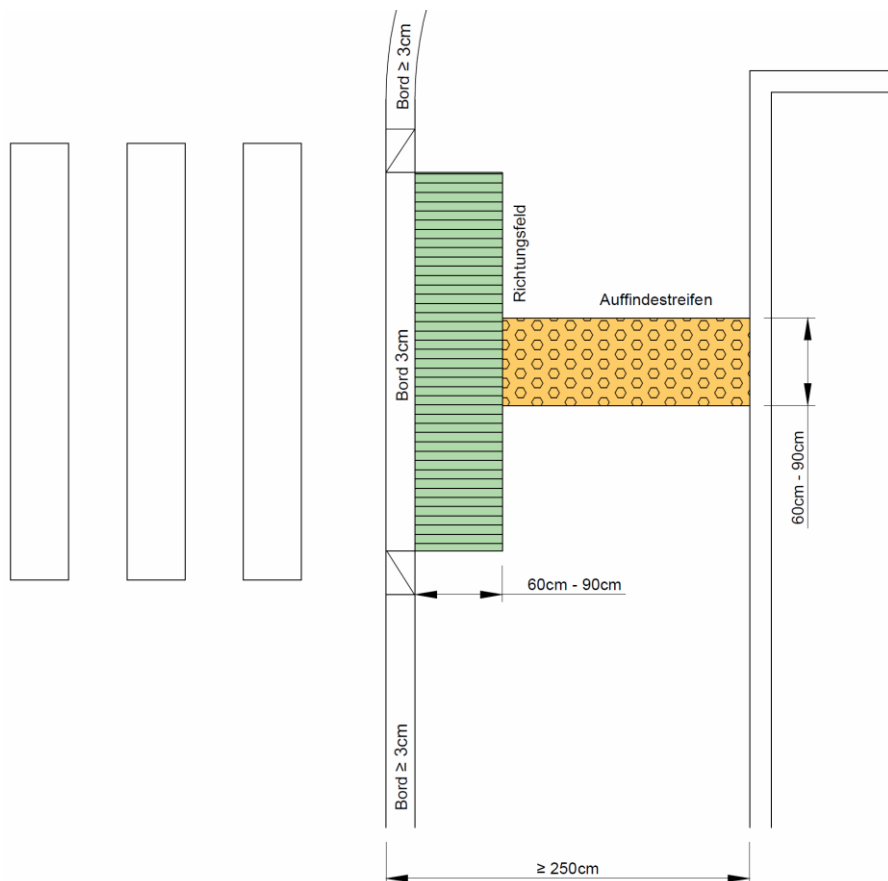 Bord ≥ 3cm
Richtungsfeld
Auffindestreifen
Bord 3cm
60cm - 90cm
60cm - 90cm
Bord ≥ 3cm
≥ 250cm